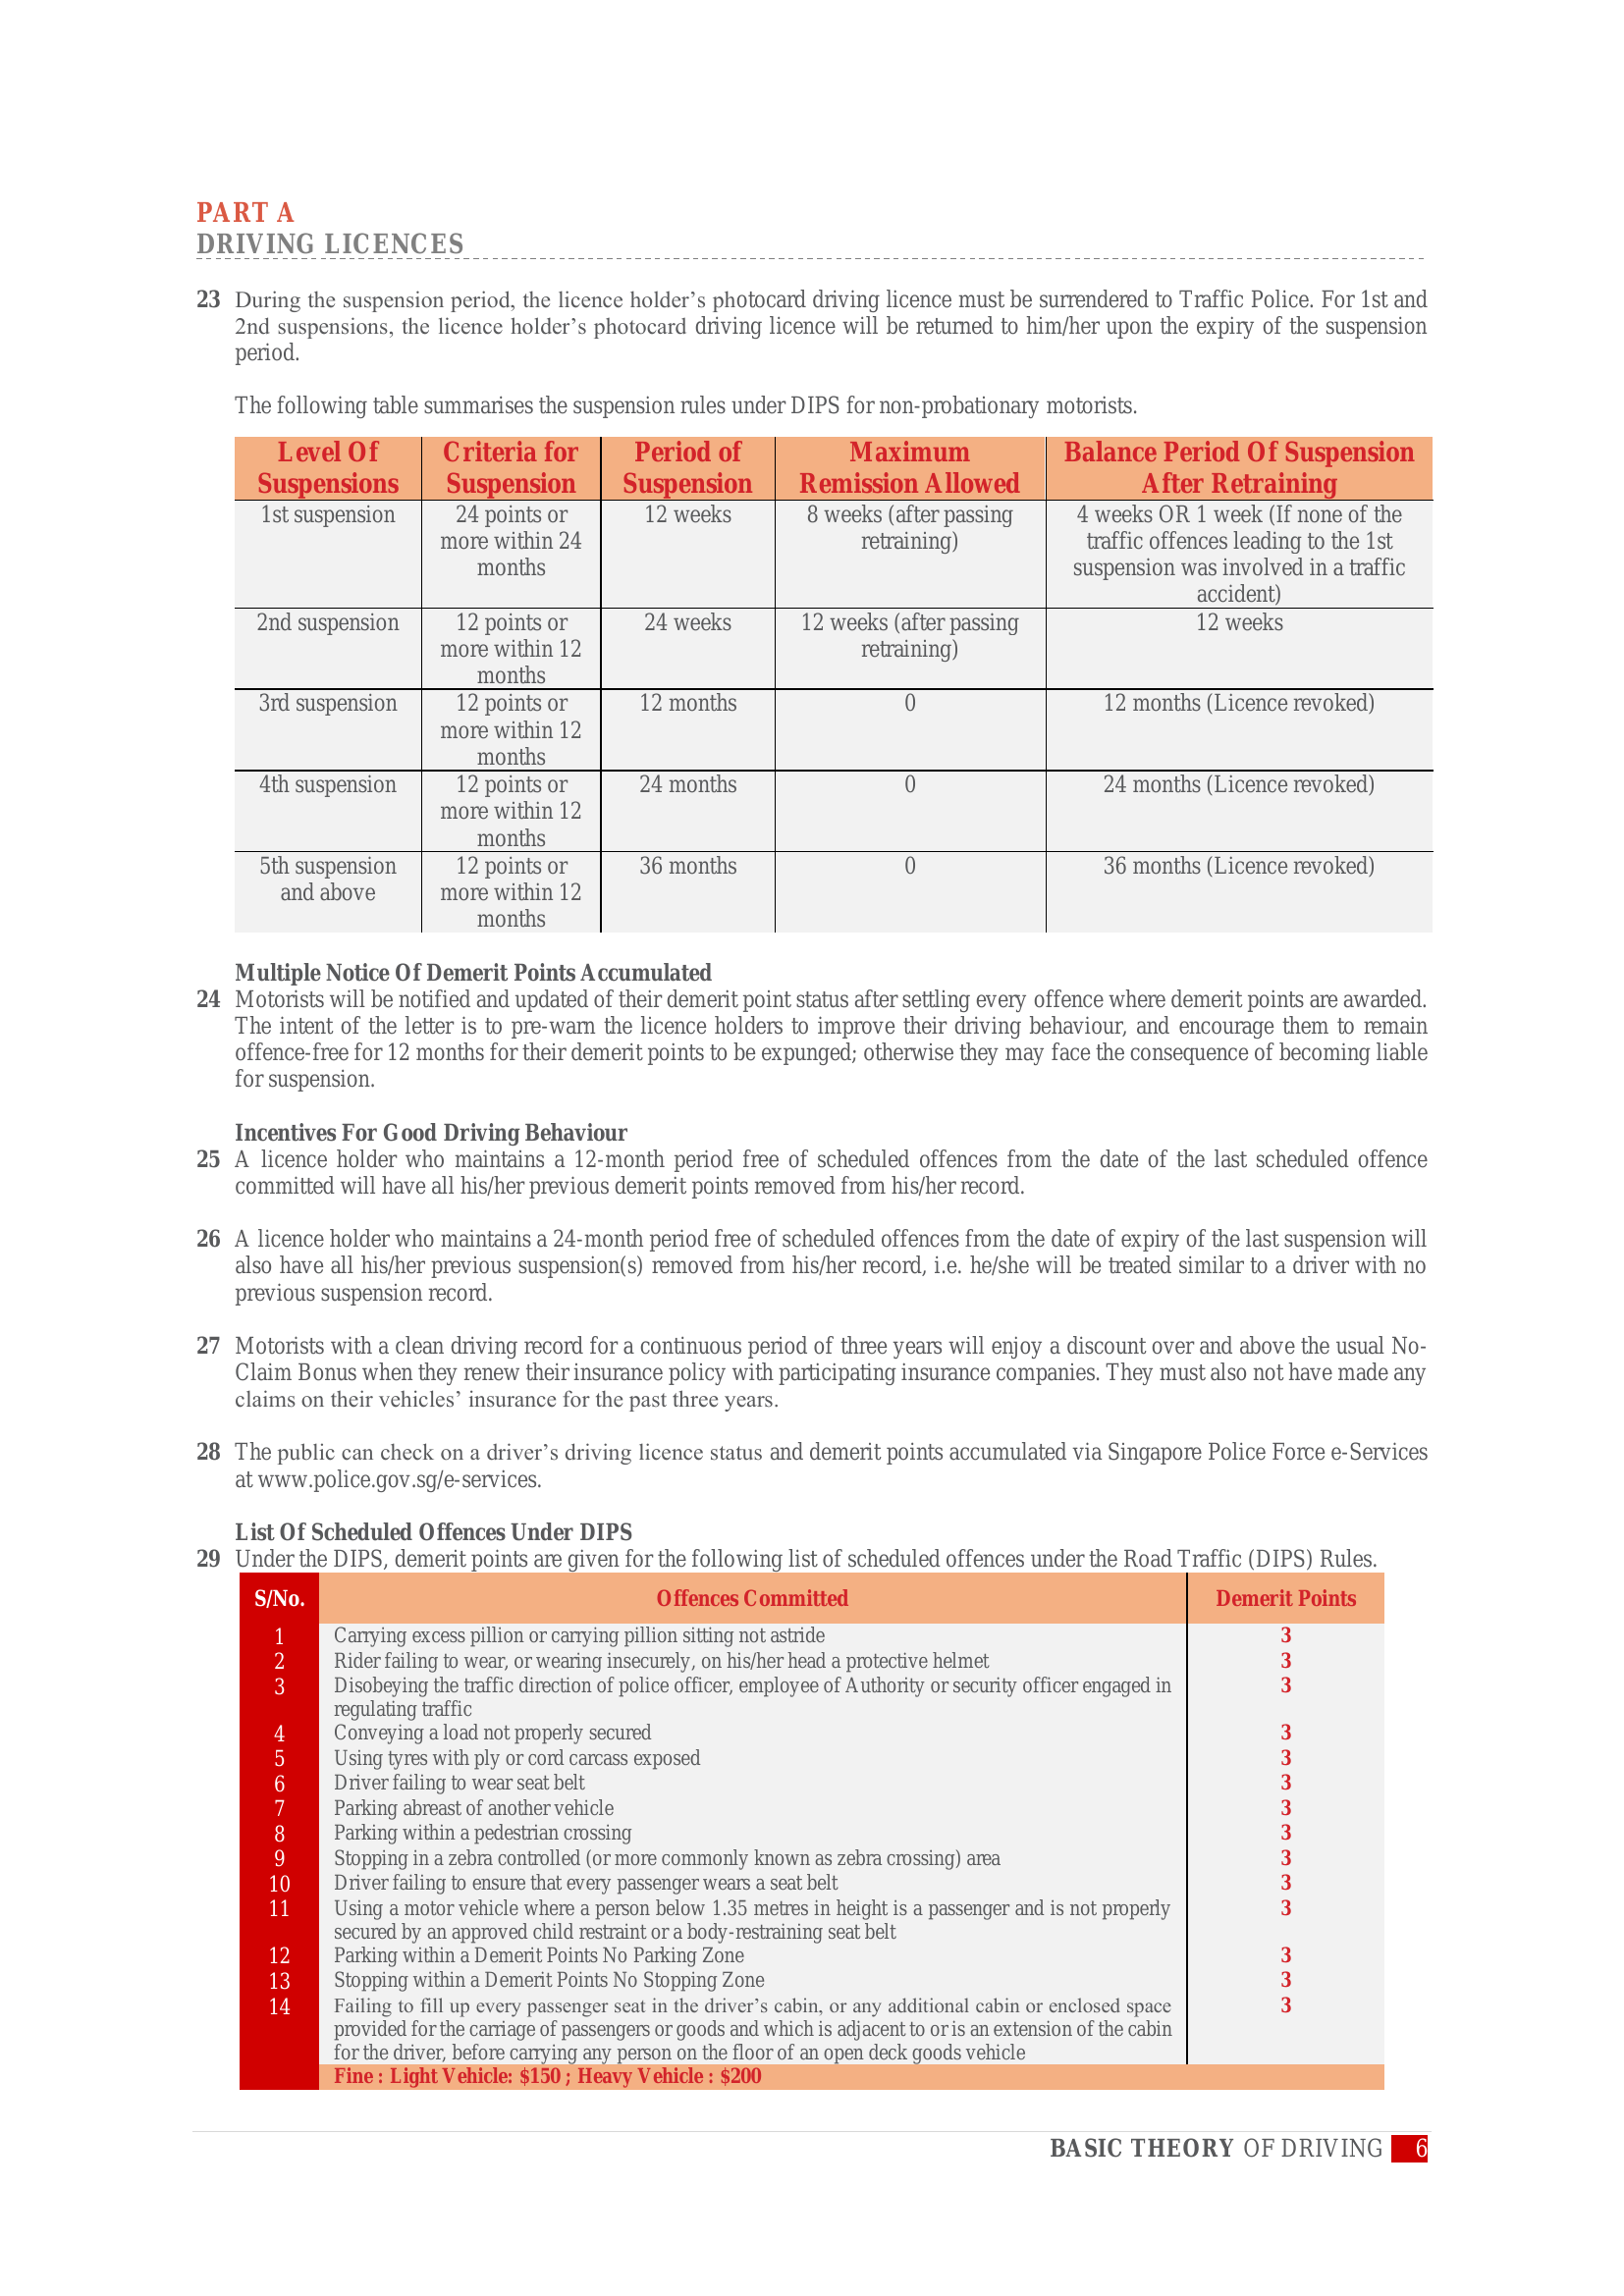 PART A
DRIVING LICENCES
23 During the suspension period, the licence holder’s photocard driving licence must be surrendered to Traffic Police. For 1st and
2nd suspensions, the licence holder’s photocard driving licence will be returned to him/her upon the expiry of the suspension
period.
The following table summarises the suspension rules under DIPS for non-probationary motorists.
Level Of Suspensions | Criteria for Suspension | Period of Suspension | Maximum Remission Allowed | Balance Period Of Suspension After Retraining
1st suspension | 24 points or more within 24 months | 12 weeks | 8 weeks (after passing retraining) | 4 weeks OR 1 week (If none of the traffic offences leading to the 1st suspension was involved in a traffic accident)
2nd suspension | 12 points or more within 12 months | 24 weeks | 12 weeks (after passing retraining) | 12 weeks
3rd suspension | 12 points or more within 12 months | 12 months | 0 | 12 months (Licence revoked)
4th suspension | 12 points or more within 12 months | 24 months | 0 | 24 months (Licence revoked)
5th suspension and above | 12 points or more within 12 months | 36 months | 0 | 36 months (Licence revoked)
Multiple Notice Of Demerit Points Accumulated
24 Motorists will be notified and updated of their demerit point status after settling every offence where demerit points are awarded.
The intent of the letter is to pre-warn the licence holders to improve their driving behaviour, and encourage them to remain
offence-free for 12 months for their demerit points to be expunged; otherwise they may face the consequence of becoming liable
for suspension.
Incentives For Good Driving Behaviour
25 A licence holder who maintains a 12-month period free of scheduled offences from the date of the last scheduled offence
committed will have all his/her previous demerit points removed from his/her record.
26 A licence holder who maintains a 24-month period free of scheduled offences from the date of expiry of the last suspension will
also have all his/her previous suspension(s) removed from his/her record, i.e. he/she will be treated similar to a driver with no
previous suspension record.
27 Motorists with a clean driving record for a continuous period of three years will enjoy a discount over and above the usual No-
Claim Bonus when they renew their insurance policy with participating insurance companies. They must also not have made any
claims on their vehicles’ insurance for the past three years.
28 The public can check on a driver’s driving licence status and demerit points accumulated via Singapore Police Force e-Services
at www.police.gov.sg/e-services.
List Of Scheduled Offences Under DIPS
29 Under the DIPS, demerit points are given for the following list of scheduled offences under the Road Traffic (DIPS) Rules.
S/No. Offences Committed Demerit Points
1 Carrying excess pillion or carrying pillion sitting not astride 3
2 Rider failing to wear, or wearing insecurely, on his/her head a protective helmet 3
3 Disobeying the traffic direction of police officer, employee of Authority or security officer engaged in 3
regulating traffic
4 Conveying a load not properly secured 3
5 Using tyres with ply or cord carcass exposed 3
6 Driver failing to wear seat belt 3
7 Parking abreast of another vehicle 3
8 Parking within a pedestrian crossing 3
9 Stopping in a zebra controlled (or more commonly known as zebra crossing) area 3
10 Driver failing to ensure that every passenger wears a seat belt 3
11 Using a motor vehicle where a person below 1.35 metres in height is a passenger and is not properly 3
secured by an approved child restraint or a body-restraining seat belt
12 Parking within a Demerit Points No Parking Zone 3
13 Stopping within a Demerit Points No Stopping Zone 3
14 Failing to fill up every passenger seat in the driver’s cabin, or any additional cabin or enclosed space 3
provided for the carriage of passengers or goods and which is adjacent to or is an extension of the cabin
for the driver, before carrying any person on the floor of an open deck goods vehicle
Fine : Light Vehicle: $150 ; Heavy Vehicle : $200
BASIC THEORY OF DRIVING 6